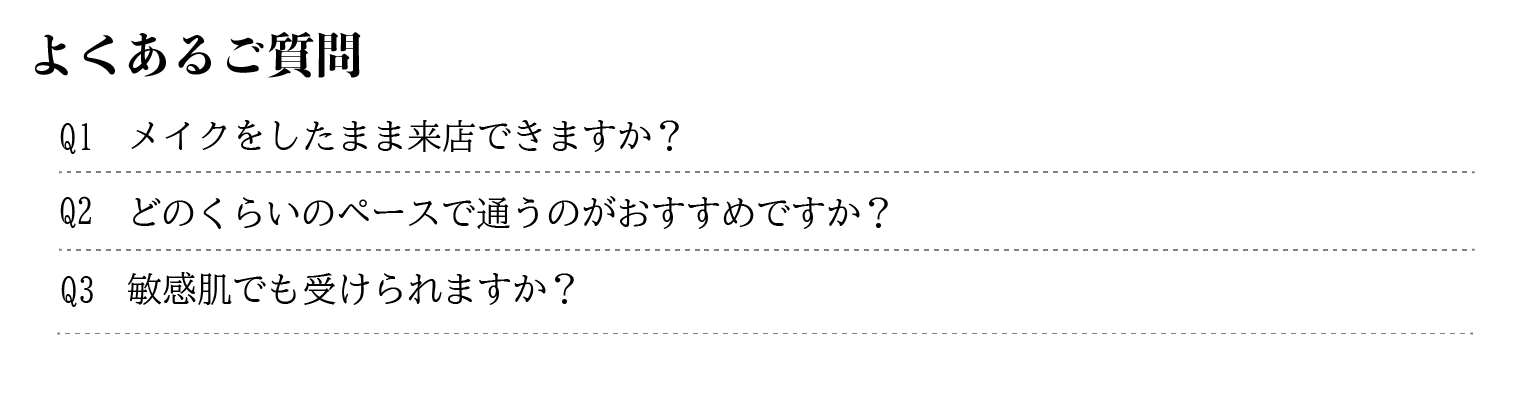 よくあるご質問
Q1　メイクをしたまま来店できますか？
Q2　どのくらいのペースで通うのがおすすめですか？
Q3　敏感肌でも受けられますか？